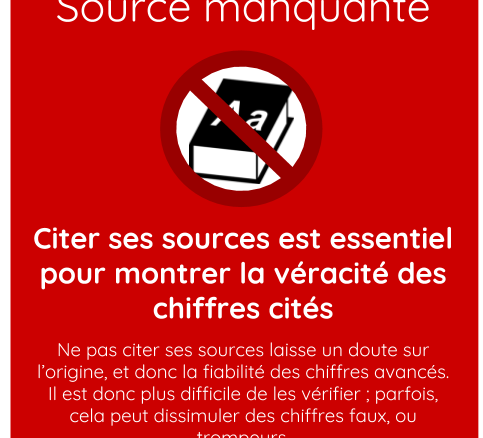 Source manquante
Aa
Citer ses sources est essentiel
pour montrer la véracité des
chiffres cités
Ne pas citer ses sources laisse un doute sur
l'origine, et donc la fiabilité des chiffres avancés.
Il est donc plus difficile de les vérifier ; parfois,
cela peut dissimuler des chiffres faux, ou
trompeurs